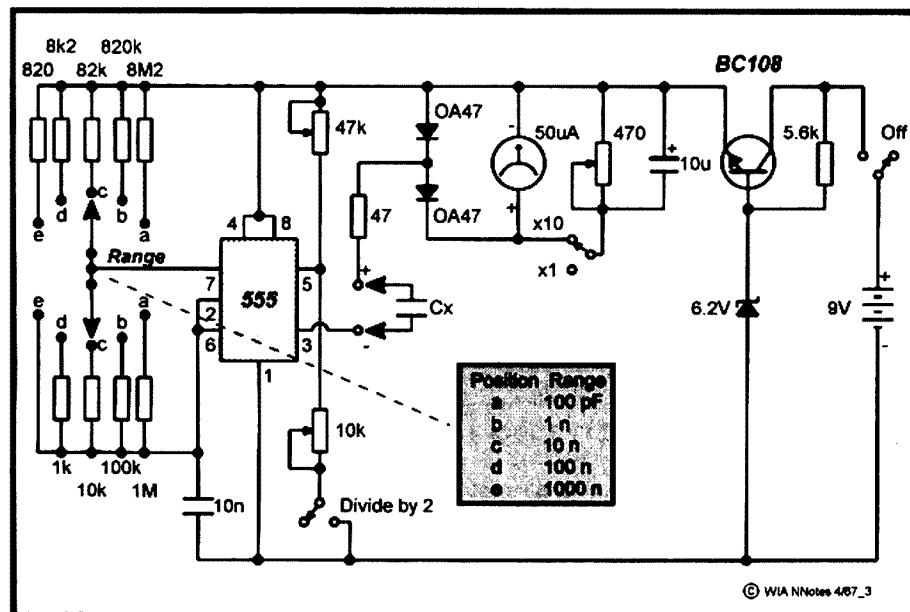 8k2 820k
820 82k 8M2
BC108
OA47
47k
50uA
-
470
+
10u
5.6k
Off
c
e d b a
4 8
47
OA47
+
x10
x1
Range
7 5
555
2
6 3
1
+
Cx
-
6.2V
9V
+
-
e d c b a
Position Range
a 100 pF
b 1 n
c 10 n
d 100 n
e 1000 n
10k
1k 100k
10k 1M
10n
Divide by 2
© WIA NNotes 4/67_3